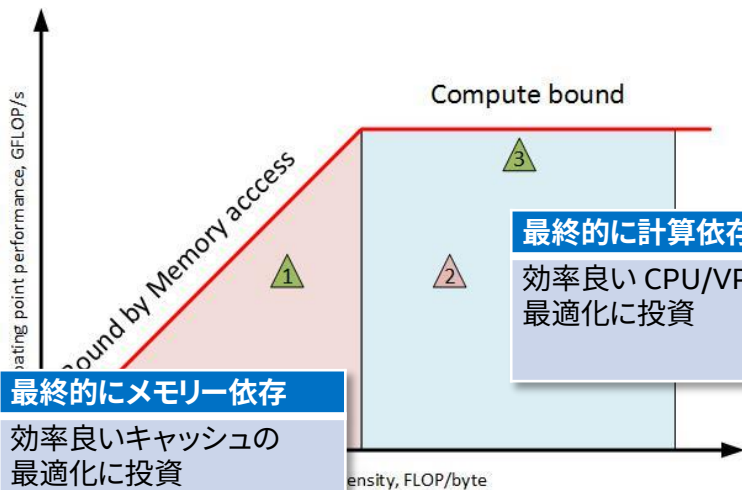 Compute bound
ating point performance, GFLOP/s
ound by Memory acccess
3
1
2
最終的に計算依存
効率良い CPU/VP
最適化に投資
最終的にメモリー依存
効率良いキャッシュの
最適化に投資
ensity, FLOP/byte